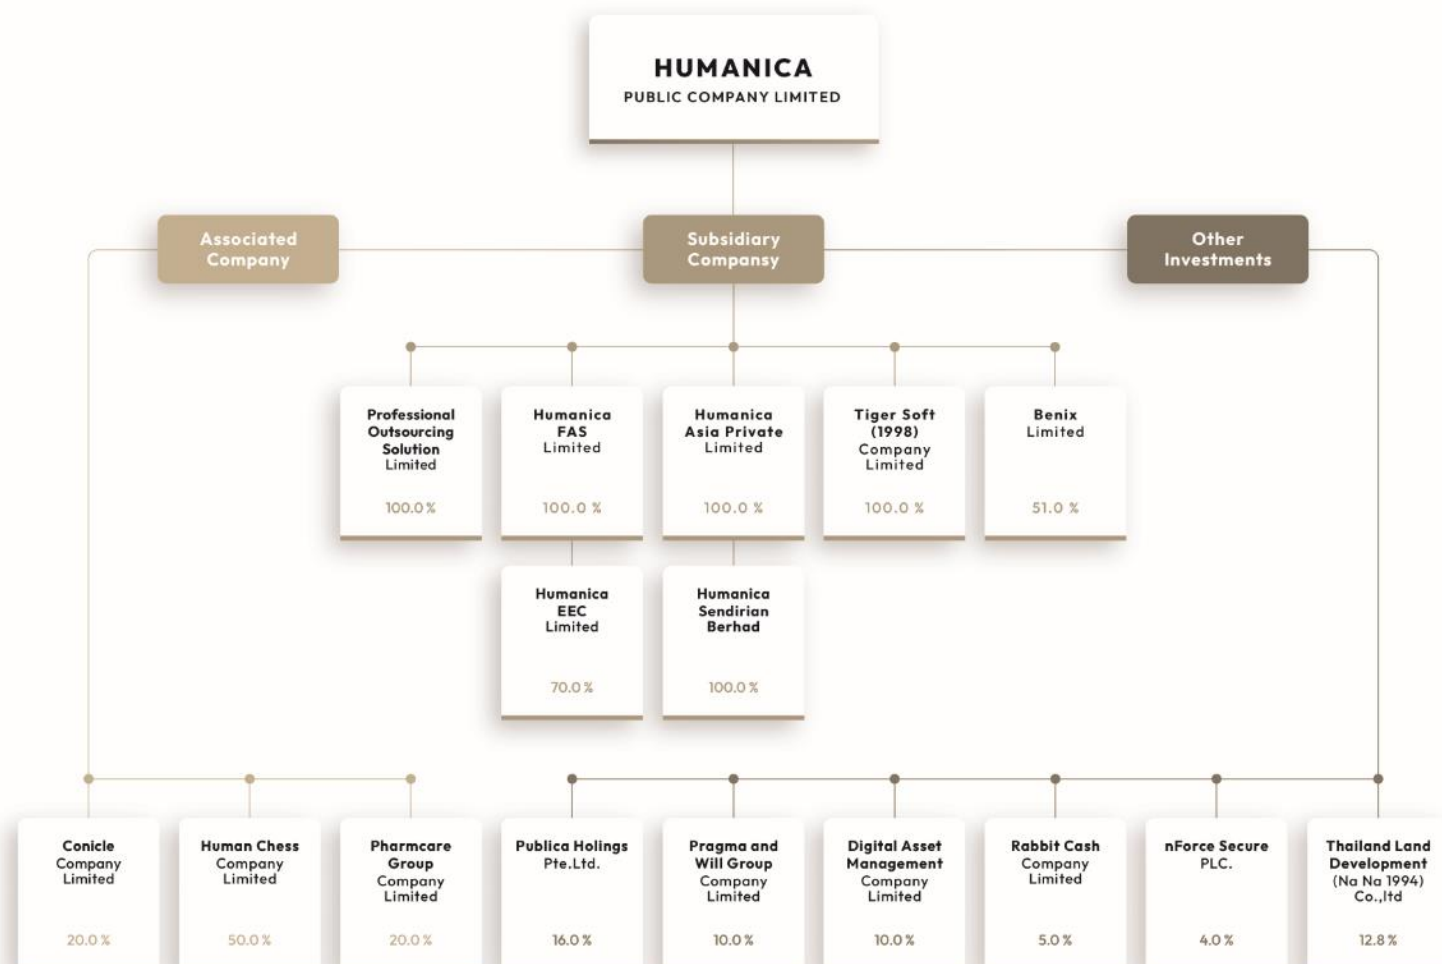 HUMANICA
PUBLIC COMPANY LIMITED
Associated
Company
Subsidiary
Compansy
Other
Investments
Professional
Outsourcing
Solution
Limited
100.0 %
Humanica
FAS
Limited
100.0 %
Humanica
Asia Private
Limited
100.0 %
Tiger Soft
(1998)
Company
Limited
100.0 %
Benix
Limited
51.0 %
Humanica
EEC
Limited
70.0 %
Humanica
Sendirian
Berhad
100.0 %
Conicle
Company
Limited
20.0 %
Human Chess
Company
Limited
50.0 %
Pharmcare
Group
Company
Limited
20.0 %
Publica Holings
Pte.Ltd.
16.0 %
Pragma and
Will Group
Company
Limited
10.0 %
Digital Asset
Management
Company
Limited
10.0 %
Rabbit Cash
Company
Limited
5.0 %
nForce Secure
PLC.
4.0 %
Thailand Land
Development
(Na Na 1994)
Co.,ltd
12.8 %